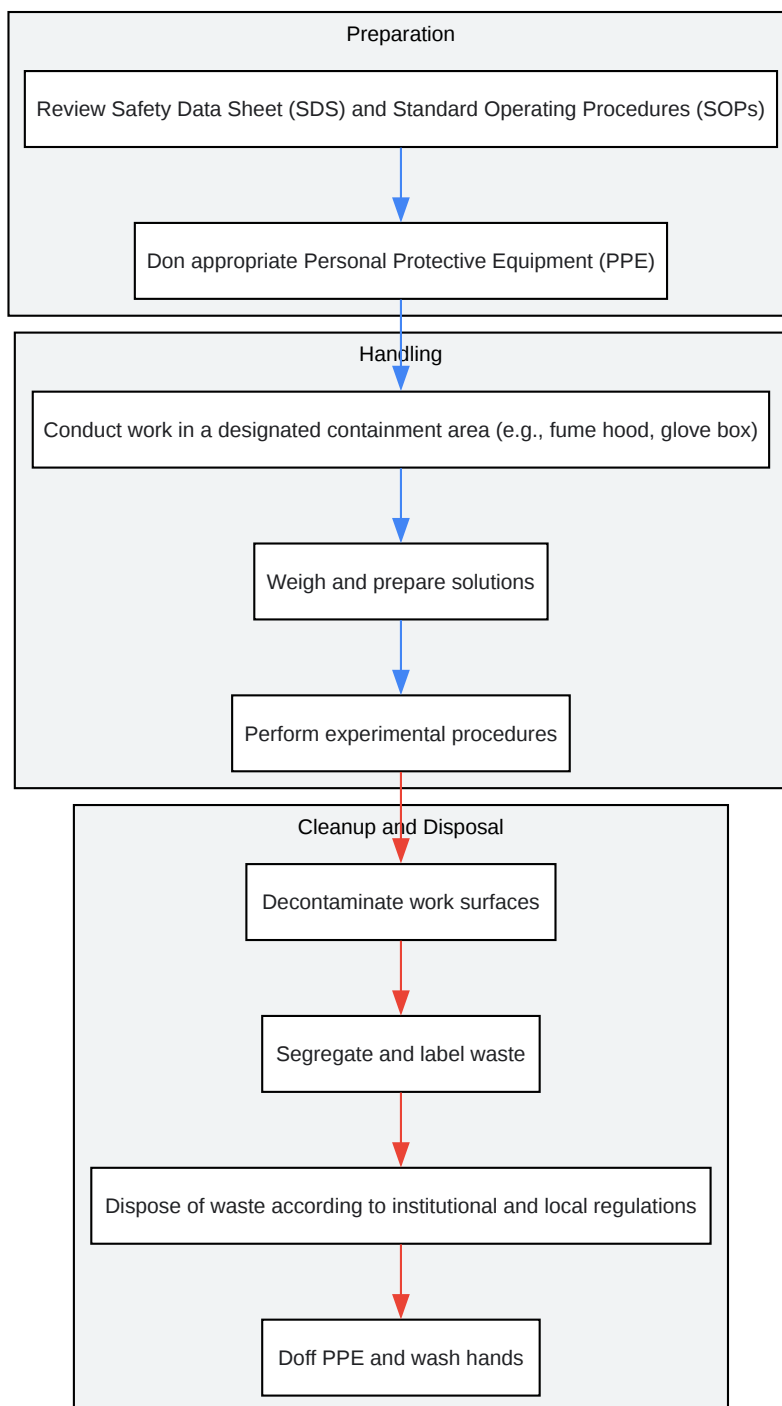 Preparation
Review Safety Data Sheet (SDS) and Standard Operating Procedures (SOPs)
Don appropriate Personal Protective Equipment (PPE)
Handling
Conduct work in a designated containment area (e.g., fume hood, glove box)
Weigh and prepare solutions
Perform experimental procedures
Cleanup and Disposal
Decontaminate work surfaces
Segregate and label waste
Dispose of waste according to institutional and local regulations
Doff PPE and wash hands